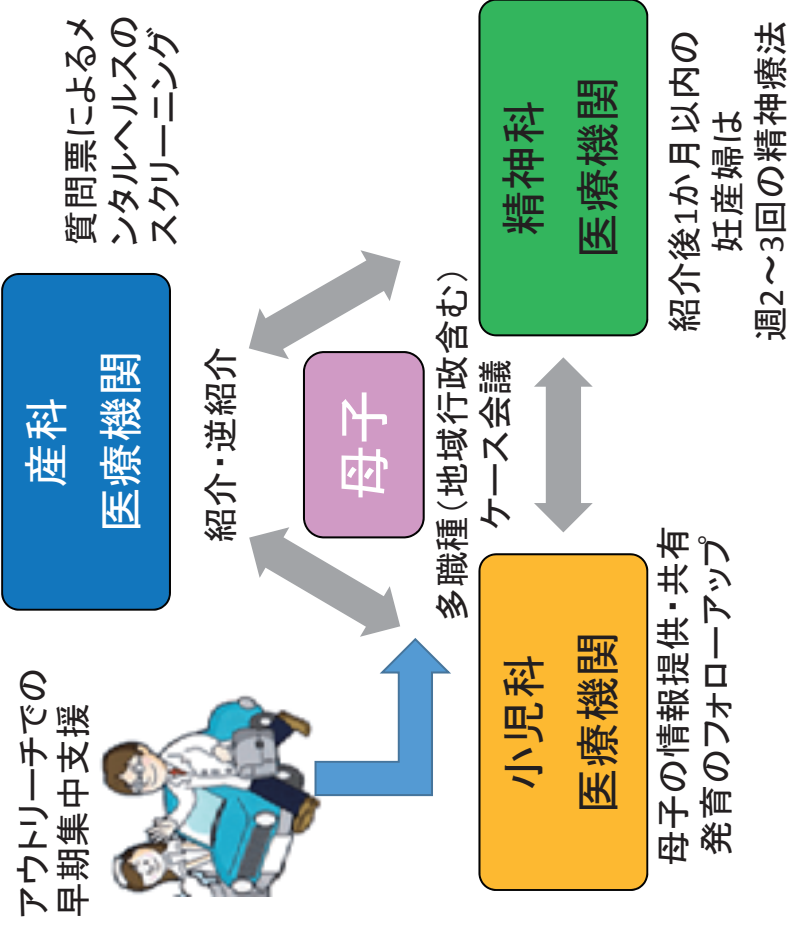 アウトリーチでの
早期集中支援
産科
医療機関
質問票によるメ
ンタルヘルスの
スクリーニング
紹介・逆紹介
母子
多職種（地域行政含む）
ケース会議
小児科
医療機関
母子の情報提供・共有
発育のフォローアップ
精神科
医療機関
紹介後1か月以内の
妊産婦は
週2～3回の精神療法